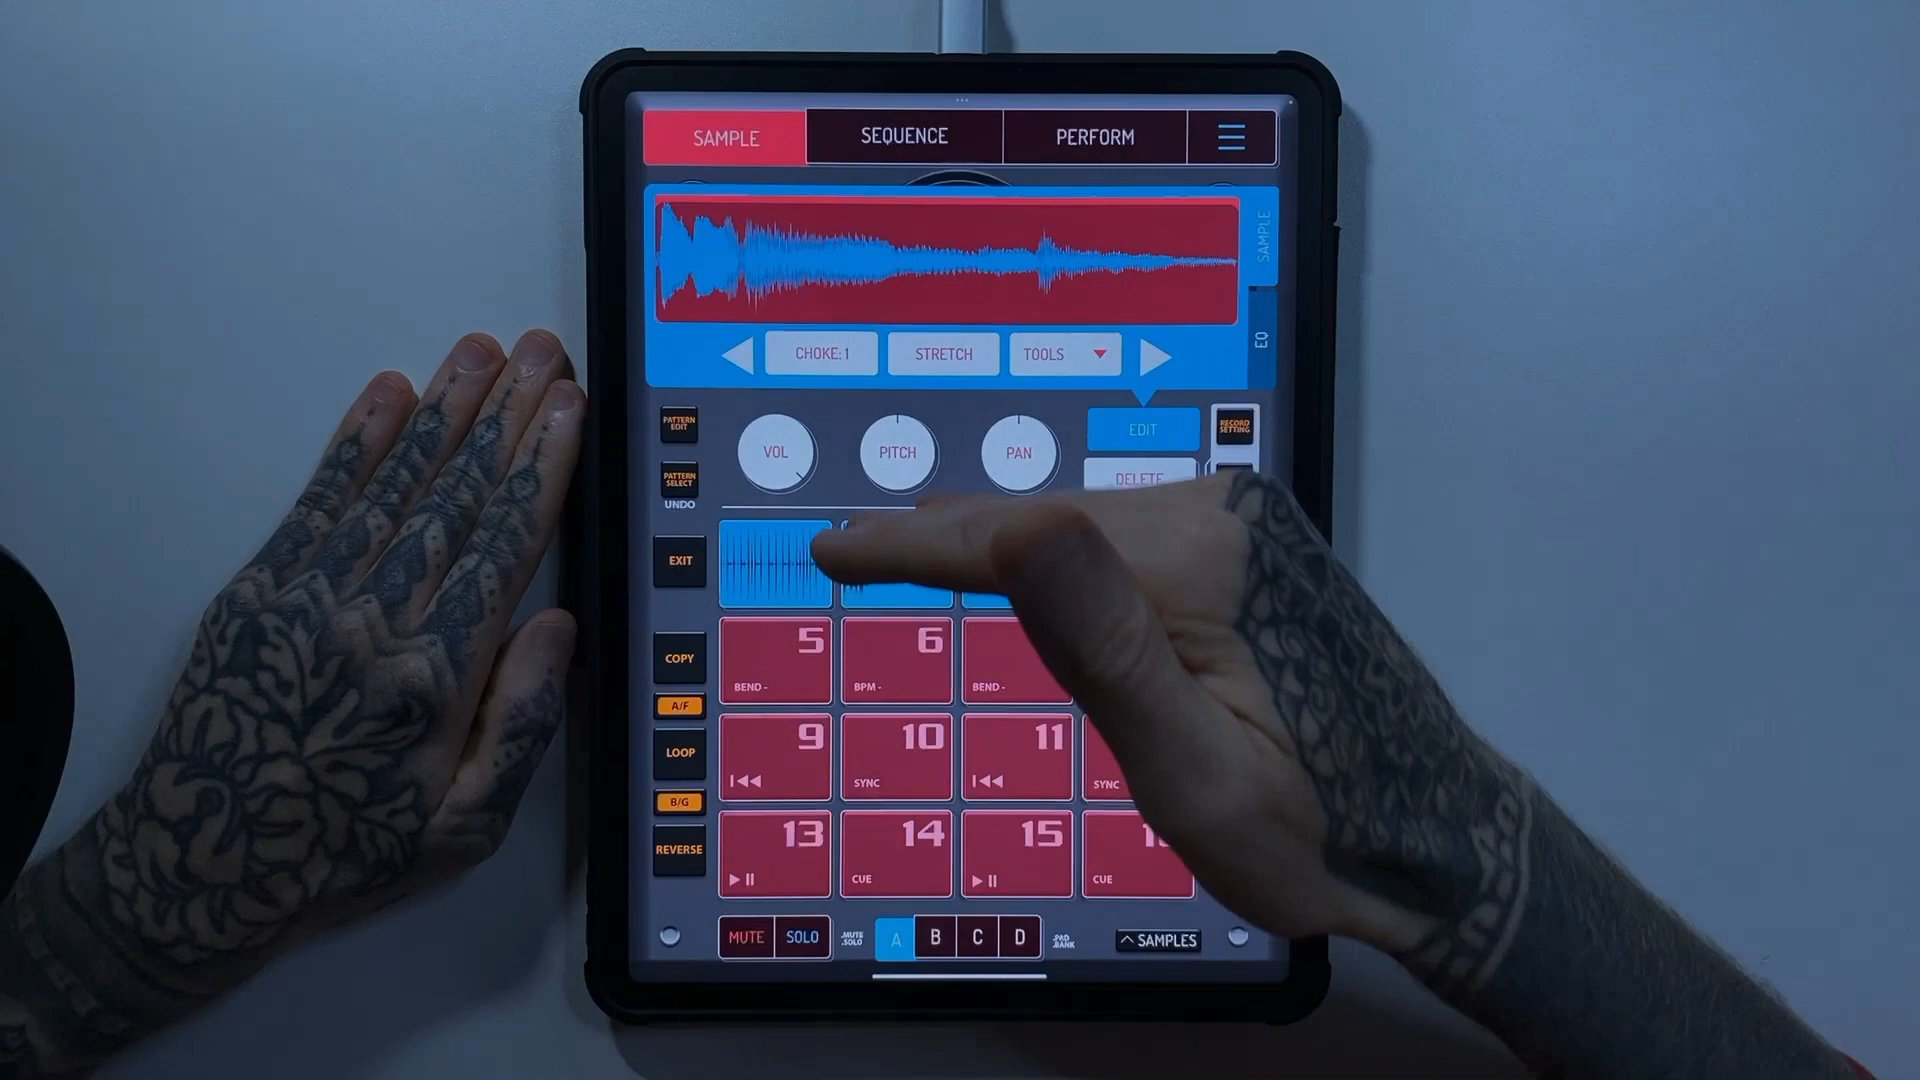 SAMPLE
SEQUENCE
PERFORM
SAMPLE
EQ
CHOKE: 1
STRETCH
TOOLS
PATTERN
EDIT
VOL
PITCH
PAN
EDIT
RECORD
SETTING
PATTERN
SELECT
UNDO
DELETE
EXIT
COPY
A/F
LOOP
B/G
REVERSE
5
BEND -
6
BPM -
BEND -
9
10
SYNC
11
SYNC
13
14
CUE
15
CUE
MUTE
SOLO
.MUTE
.SOLO
A
B
C
D
.PAD
.BANK
SAMPLES